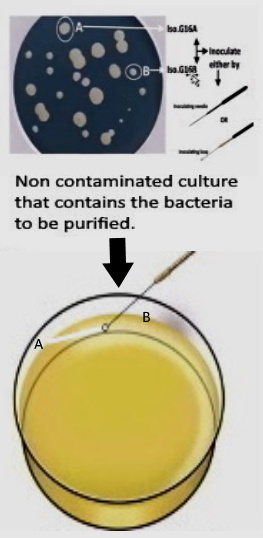 A
Iso.G16A
Inoculate
either by
B
Iso.G16B
Inoculating needle
OR
Inoculating loop
Non contaminated culture
that contains the bacteria
to be purified.
B
A